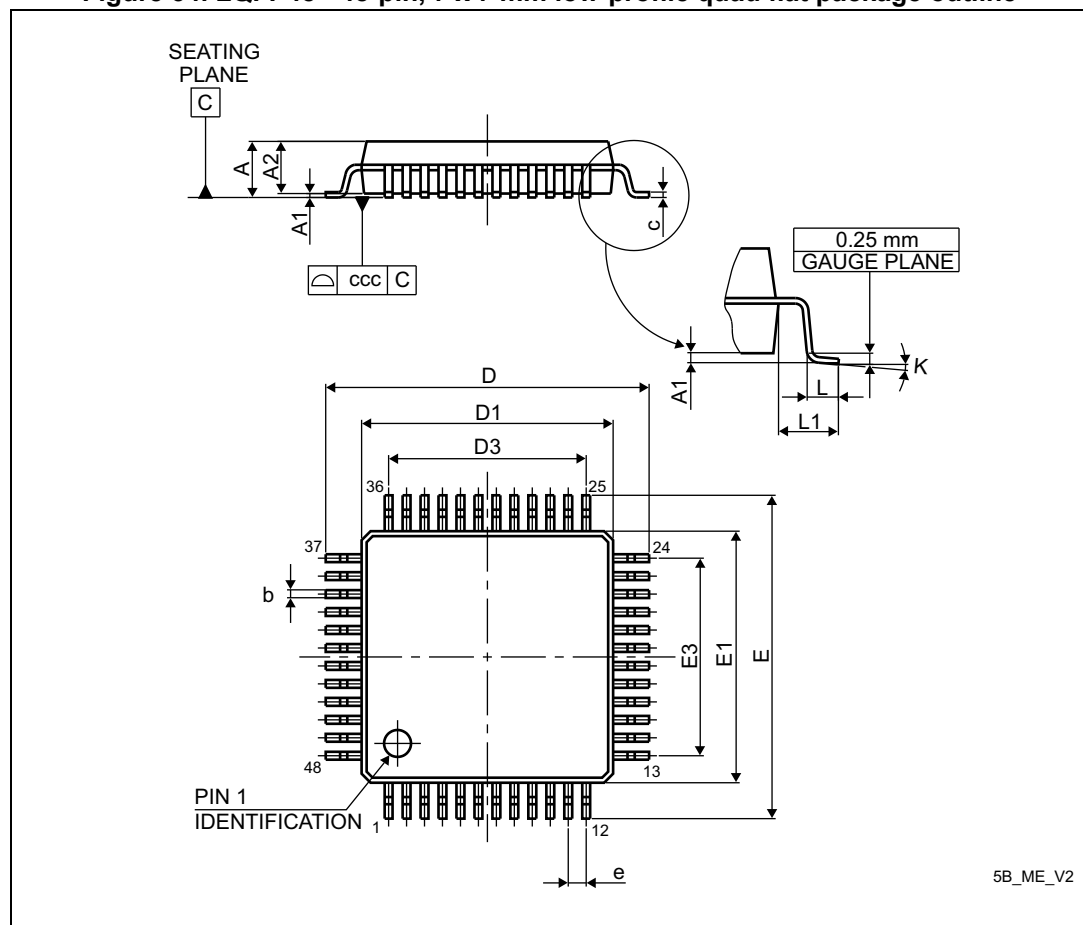 SEATING
PLANE
C
A
A2
A1
c
ccc C
0.25 mm
GAUGE PLANE
A1
K
L
L1
D
D1
D3
36
25
37
24
b
E3
E1
E
48
13
PIN 1
IDENTIFICATION
1
12
e
5B_ME_V2